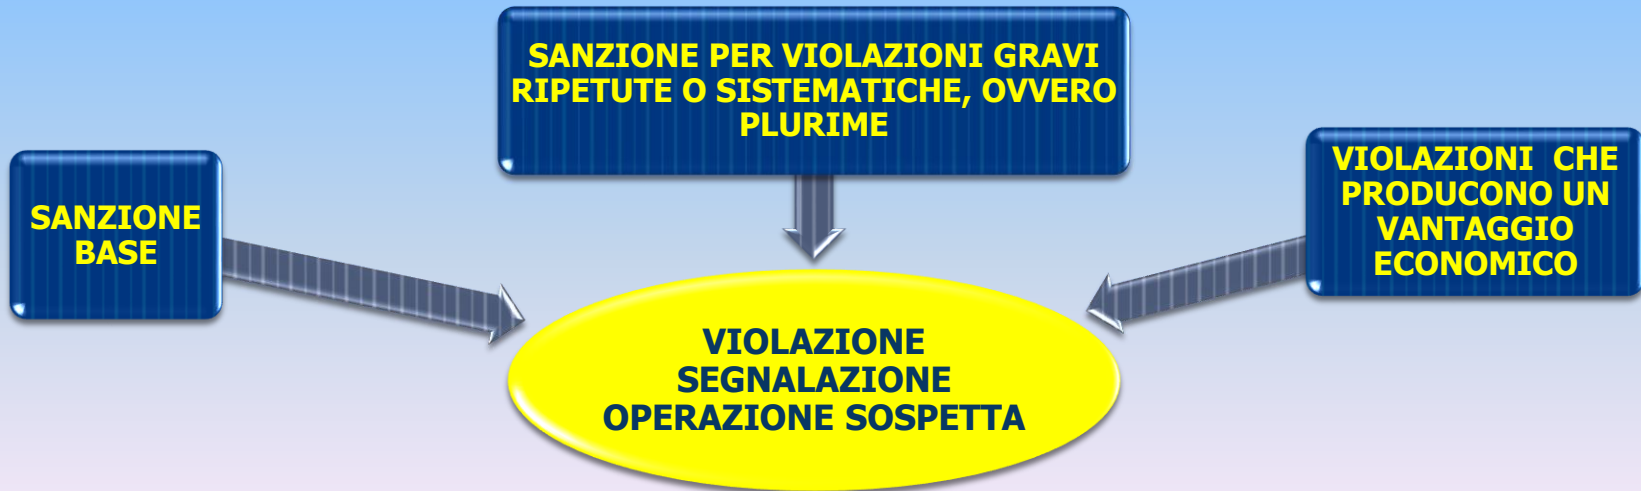 SANZIONE PER VIOLAZIONI GRAVI
RIPETUTE O SISTEMATICHE, OVVERO
PLURIME
SANZIONE
BASE
VIOLAZIONI CHE
PRODUCONO UN
VANTAGGIO
ECONOMICO
VIOLAZIONE
SEGNALAZIONE
OPERAZIONE SOSPETTA